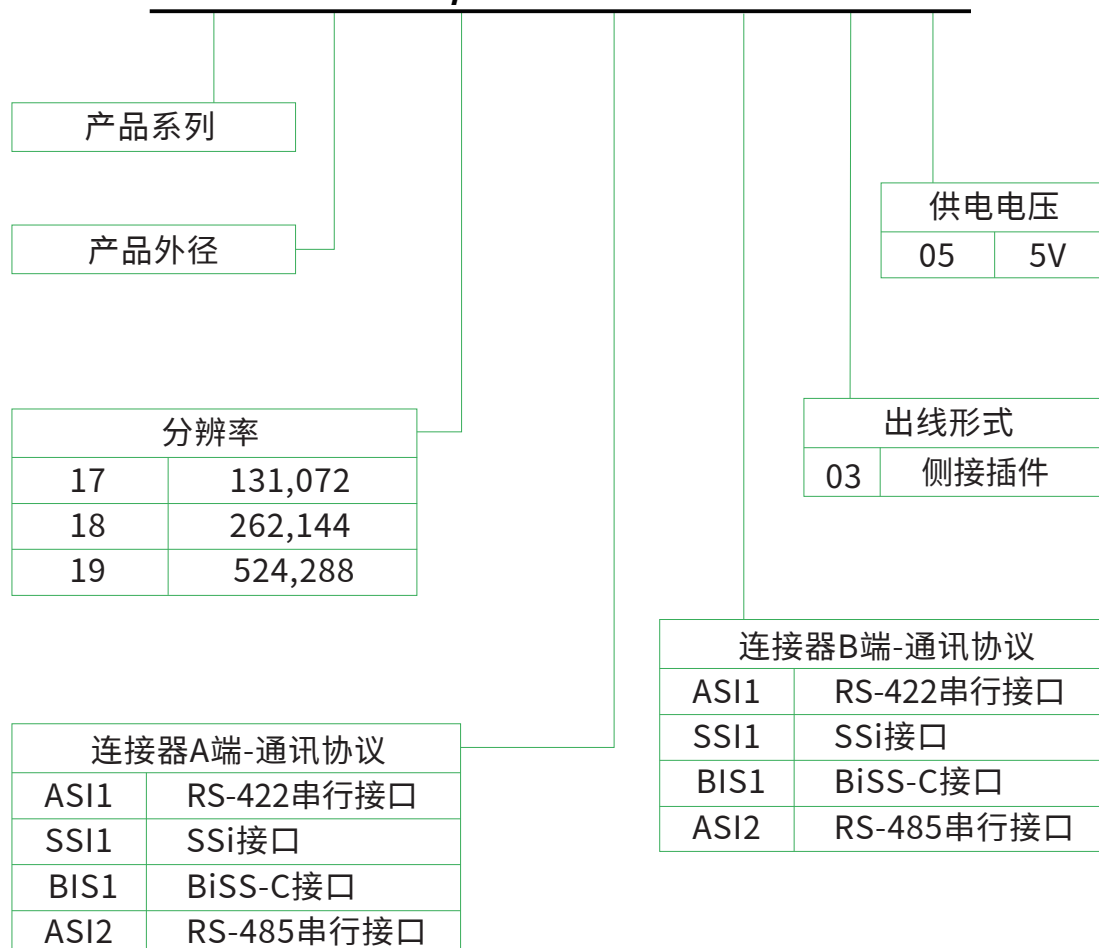 产品系列
产品外径
供电电压
05 5V
分辨率
17 131,072
18 262,144
19 524,288
出线形式
03 侧接插件
连接器B端-通讯协议
ASI1 RS-422串行接口
SSI1 SSi接口
BIS1 BiSS-C接口
ASI2 RS-485串行接口
连接器A端-通讯协议
ASI1 RS-422串行接口
SSI1 SSi接口
BIS1 BiSS-C接口
ASI2 RS-485串行接口